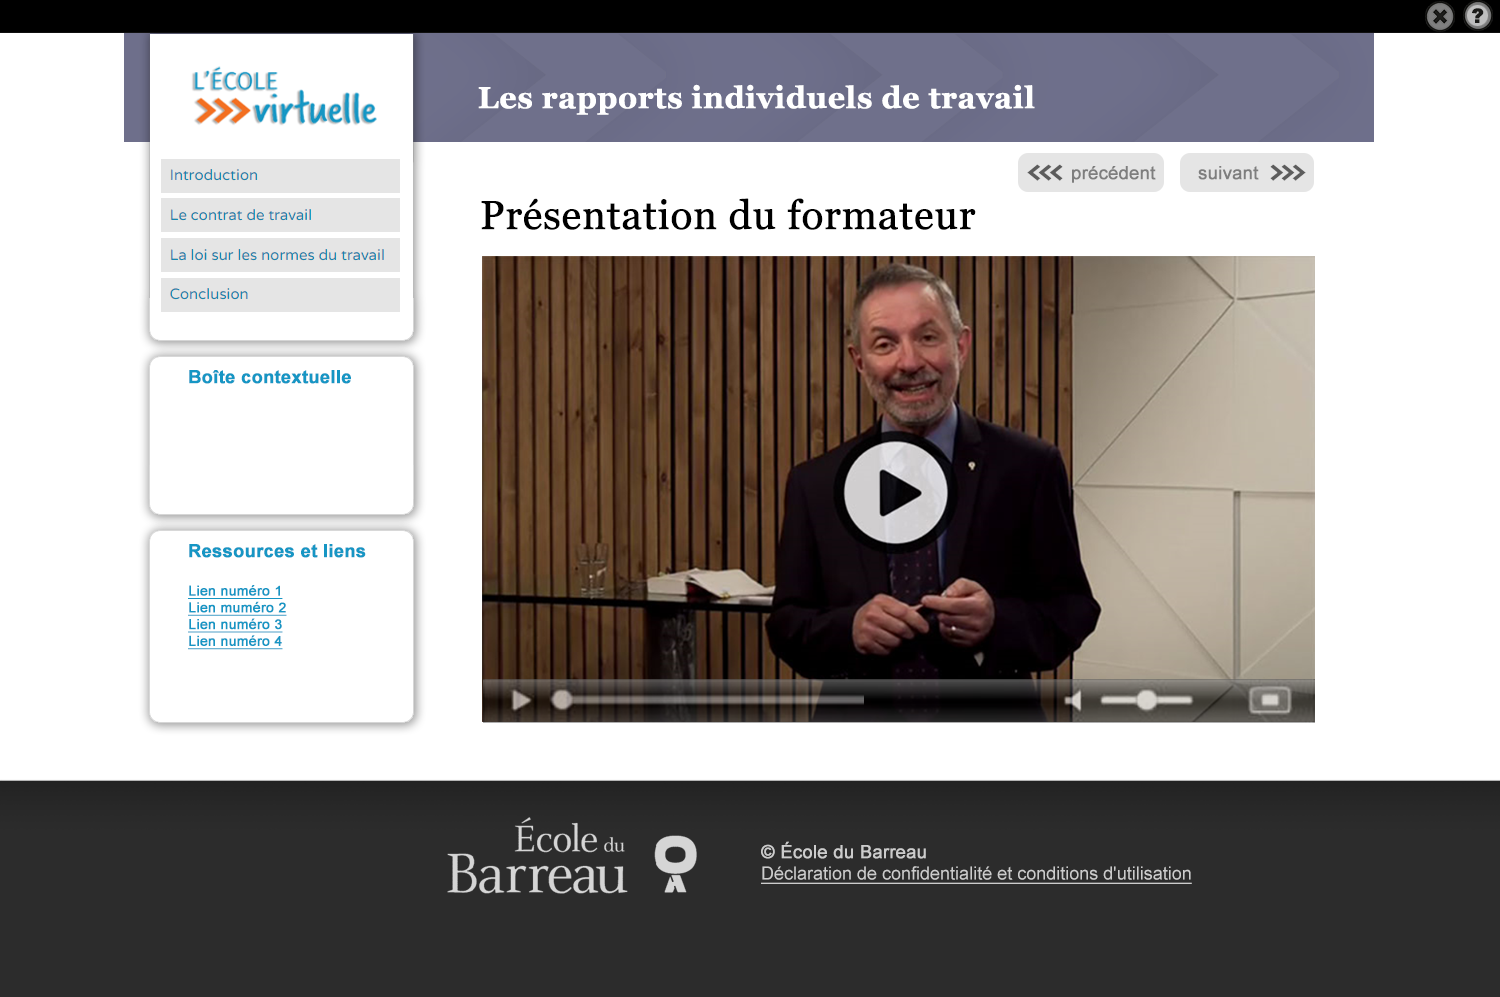 L'ÉCOLE
virtuelle
Les rapports individuels de travail
Introduction
Le contrat de travail
La loi sur les normes du travail
Conclusion
précédent
suivant
Présentation du formateur
Boîte contextuelle
Ressources et liens
Lien numéro 1
Lien muméro 2
Lien numéro 3
Lien numéro 4
École du
Barreau
© École du Barreau
Déclaration de confidentialité et conditions d'utilisation